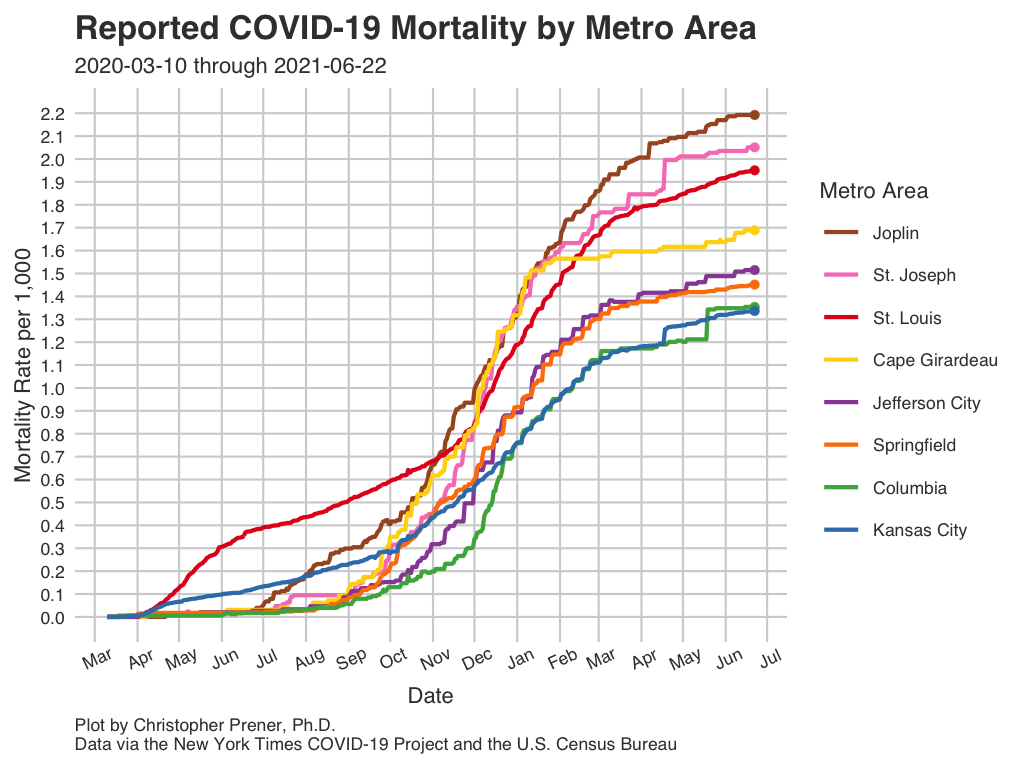 Reported COVID-19 Mortality by Metro Area
2020-03-10 through 2021-06-22
Mortality Rate per 1,000
2.2
2.1
2.0
1.9
1.8
1.7
1.6
1.5
1.4
1.3
1.2
1.1
1.0
0.9
0.8
0.7
0.6
0.5
0.4
0.3
0.2
0.1
0.0
Mar Apr May Jun Jul Aug Sep Oct Nov Dec Jan Feb Mar Apr May Jun Jul
Date
Metro Area
Joplin
St. Joseph
St. Louis
Cape Girardeau
Jefferson City
Springfield
Columbia
Kansas City
Plot by Christopher Prener, Ph.D.
Data via the New York Times COVID-19 Project and the U.S. Census Bureau